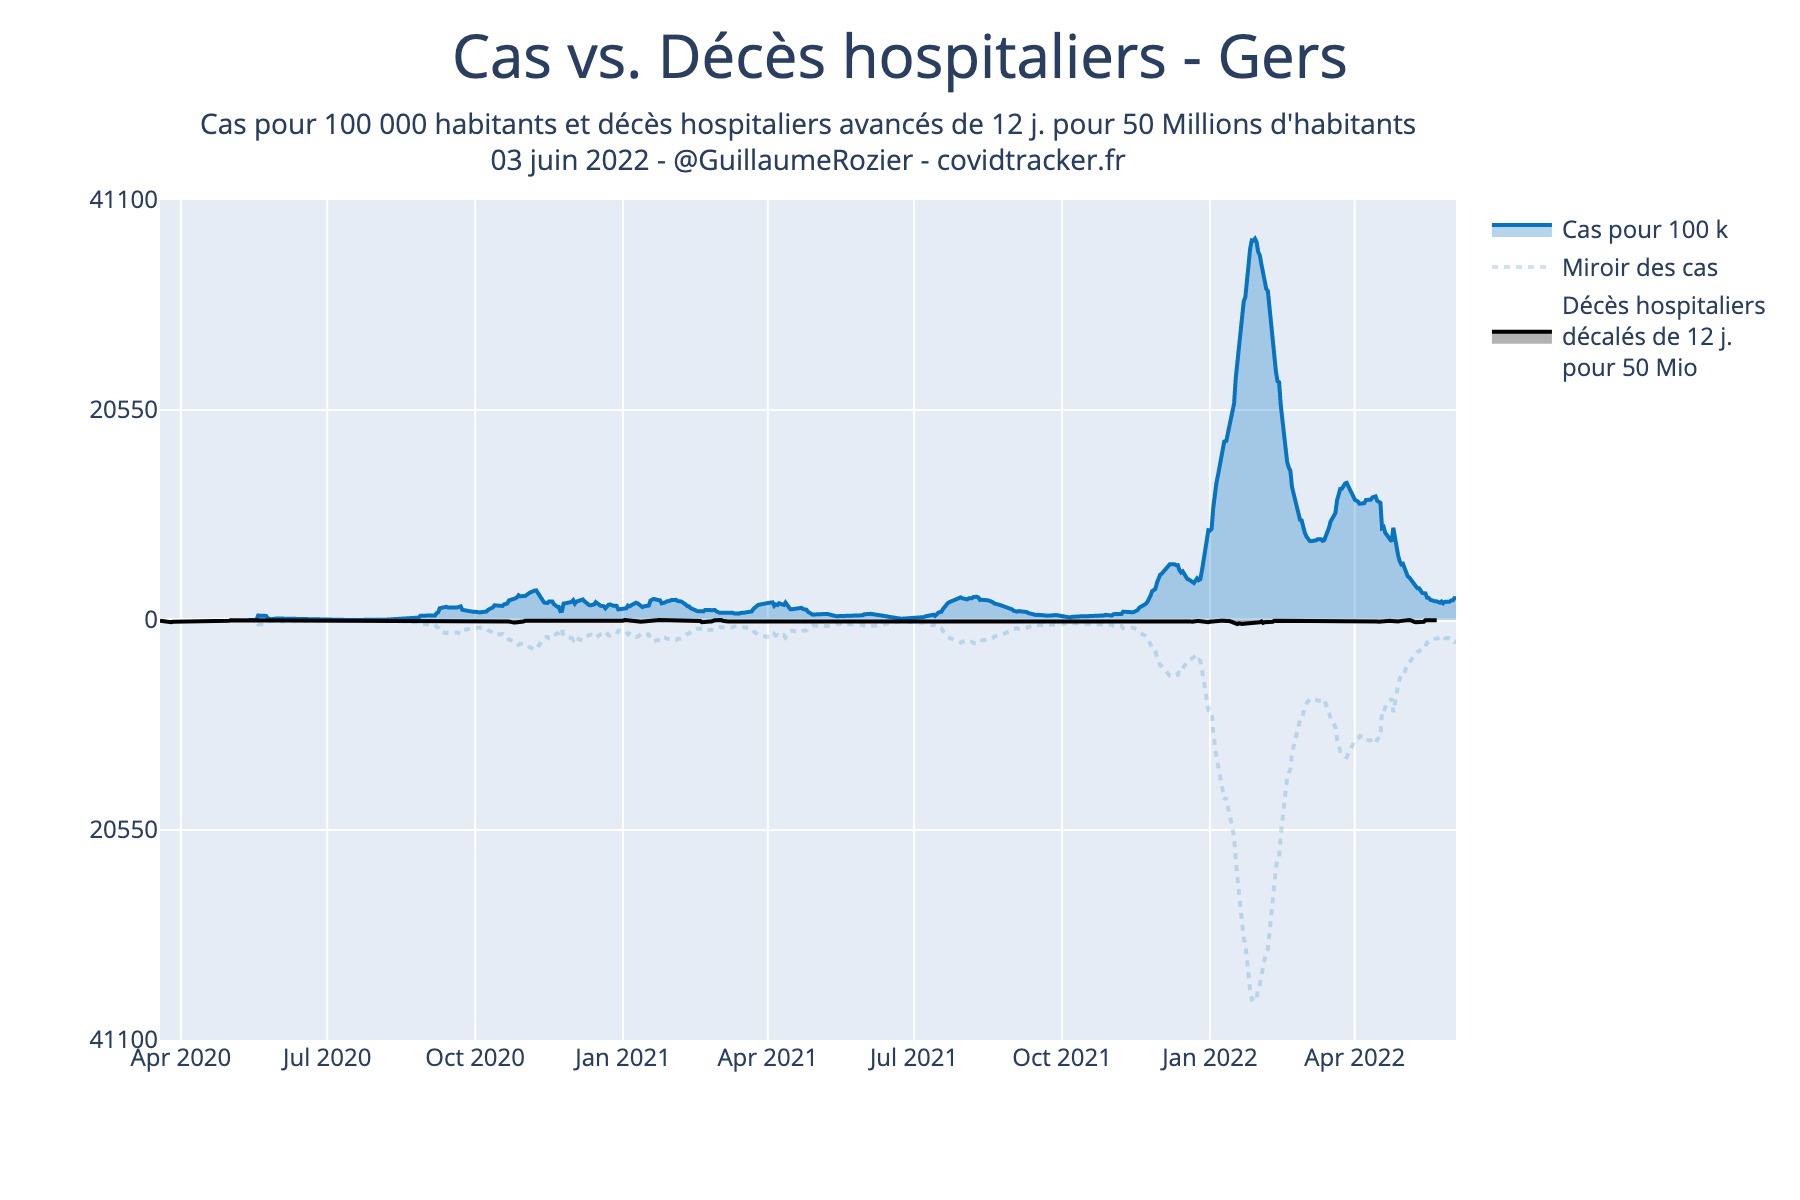 Cas vs. Décès hospitaliers - Gers
Cas pour 100 000 habitants et décès hospitaliers avancés de 12 j. pour 50 Millions d'habitants
03 juin 2022 - @GuillaumeRozier - covidtracker.fr
41100
20550
0
20550
41100
Apr 2020
Jul 2020
Oct 2020
Jan 2021
Apr 2021
Jul 2021
Oct 2021
Jan 2022
Apr 2022
Cas pour 100 k
Miroir des cas
Décès hospitaliers
décalés de 12 j.
pour 50 Mio